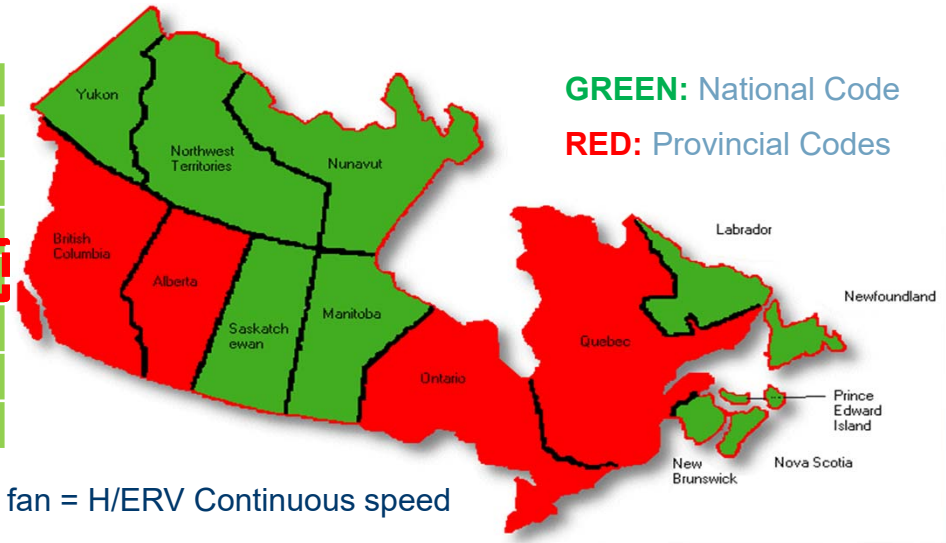 GREEN: National Code
RED: Provincial Codes
Yukon
Northwest
Territories
Nunavut
British
Columbia
Alberta
Saskatch
ewan
Manitoba
Ontario
Quebec
Labrador
Newfoundland
Prince
Edward
Island
New
Brunswick
Nova Scotia
fan = H/ERV Continuous speed